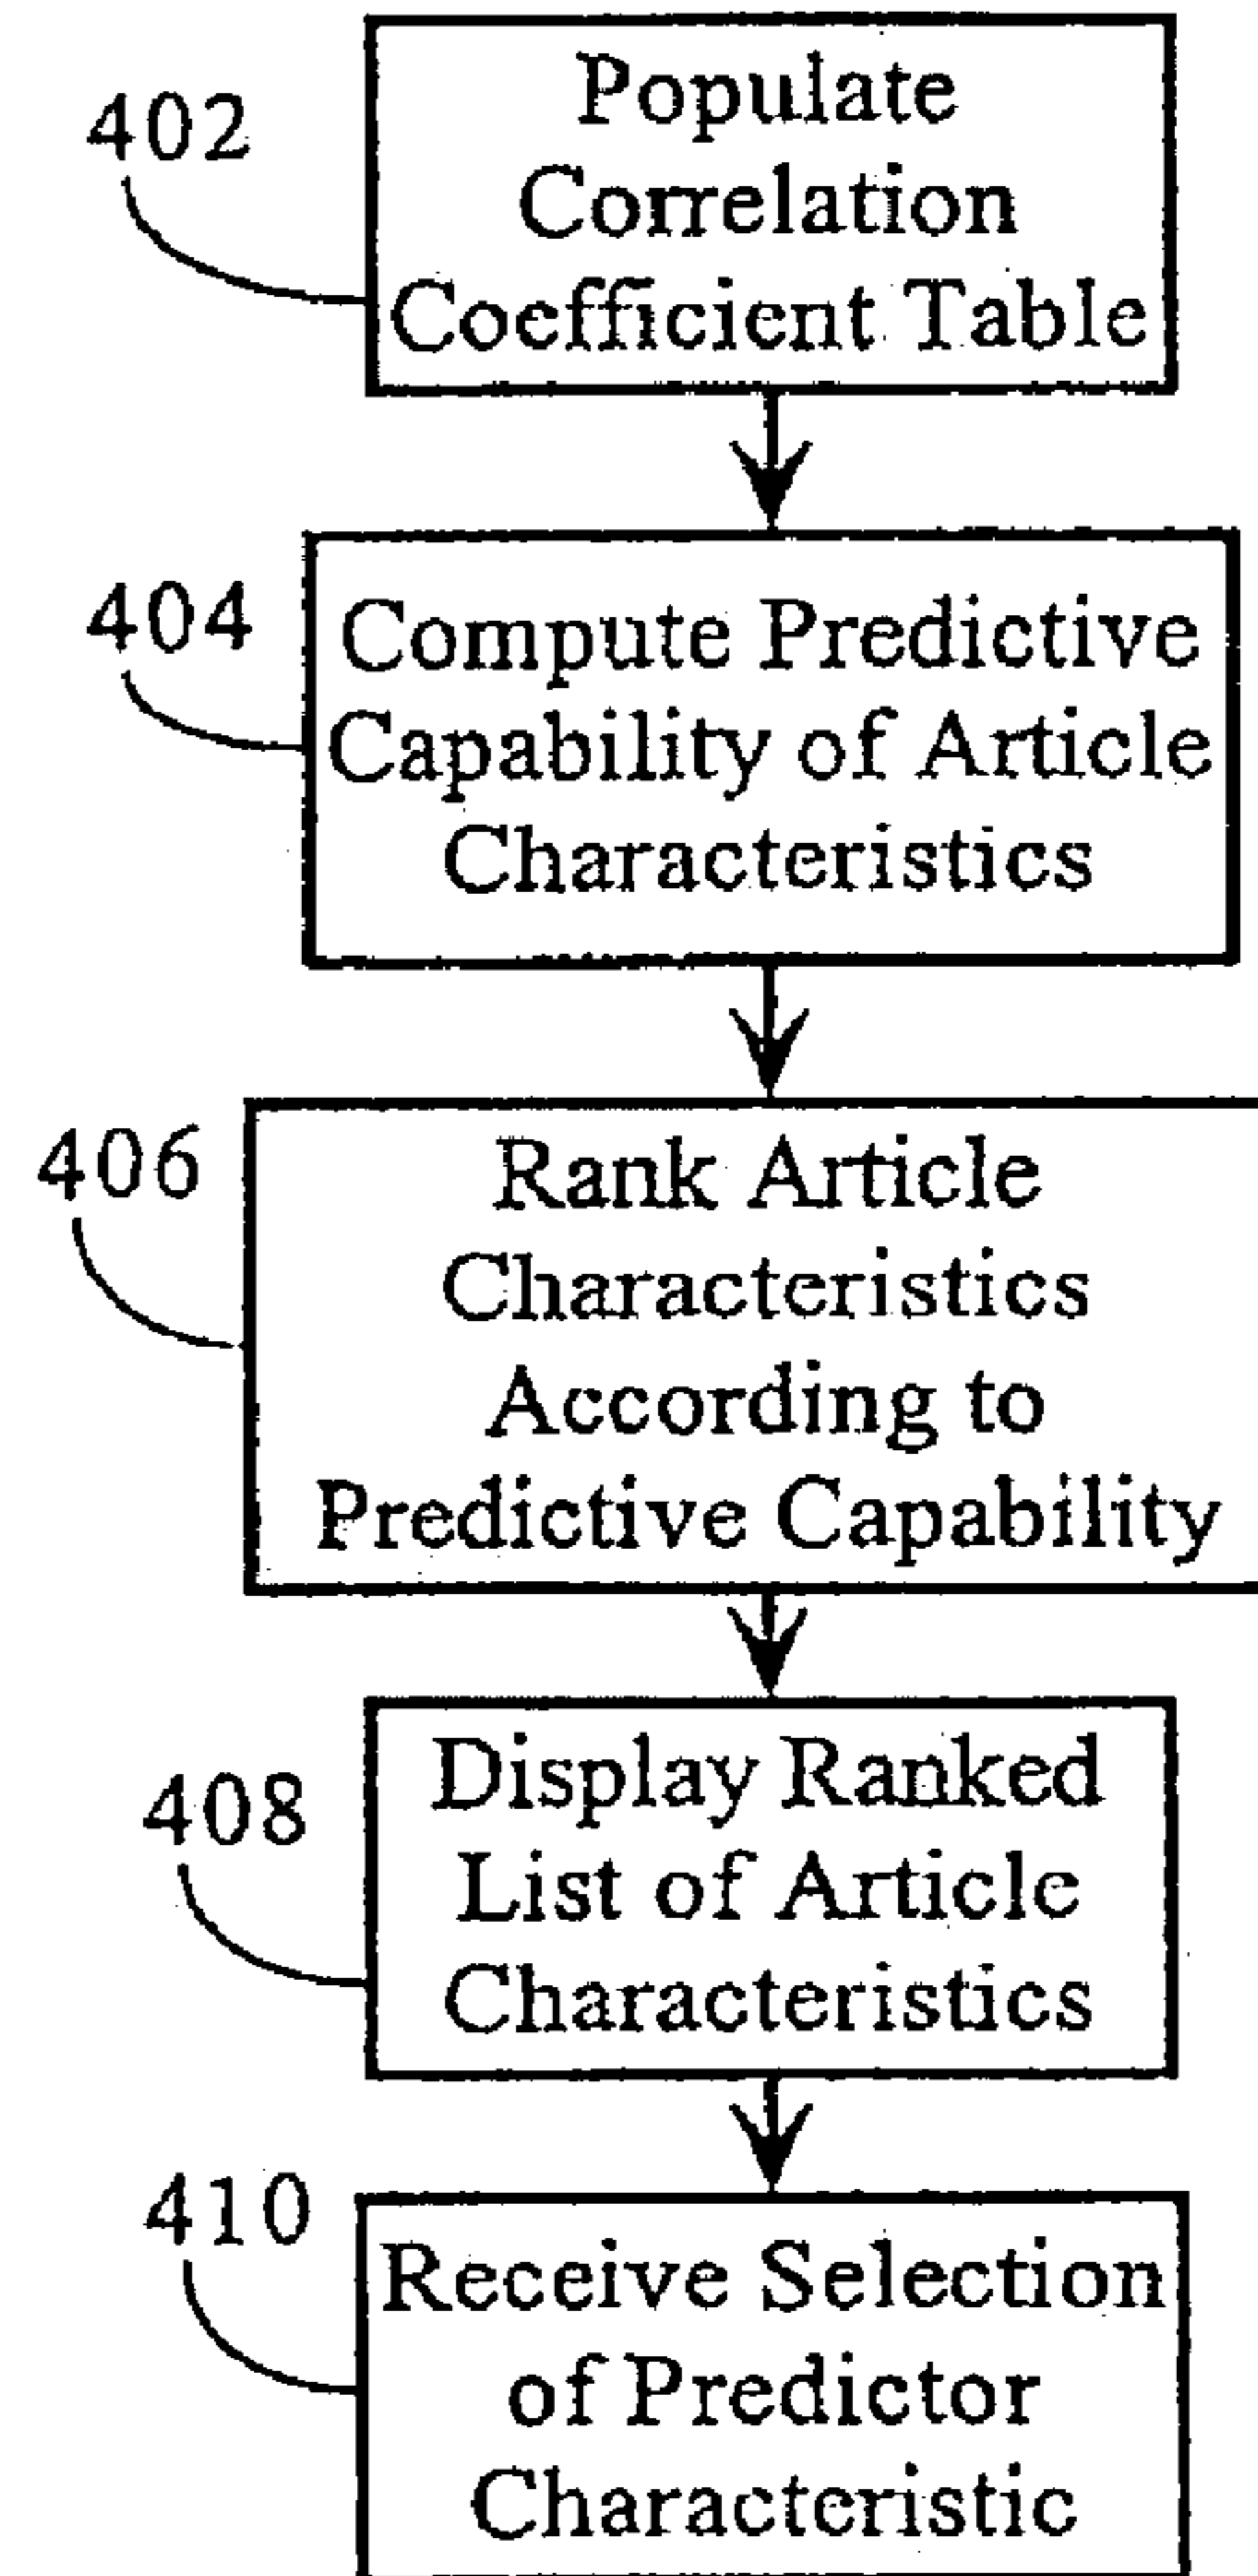 402
Populate
Correlation
Coefficient Table
404
Compute Predictive
Capability of Article
Characteristics
406
Rank Article
Characteristics
According to
Predictive Capability
408
Display Ranked
List of Article
Characteristics
410
Receive Selection
of Predictor
Characteristic